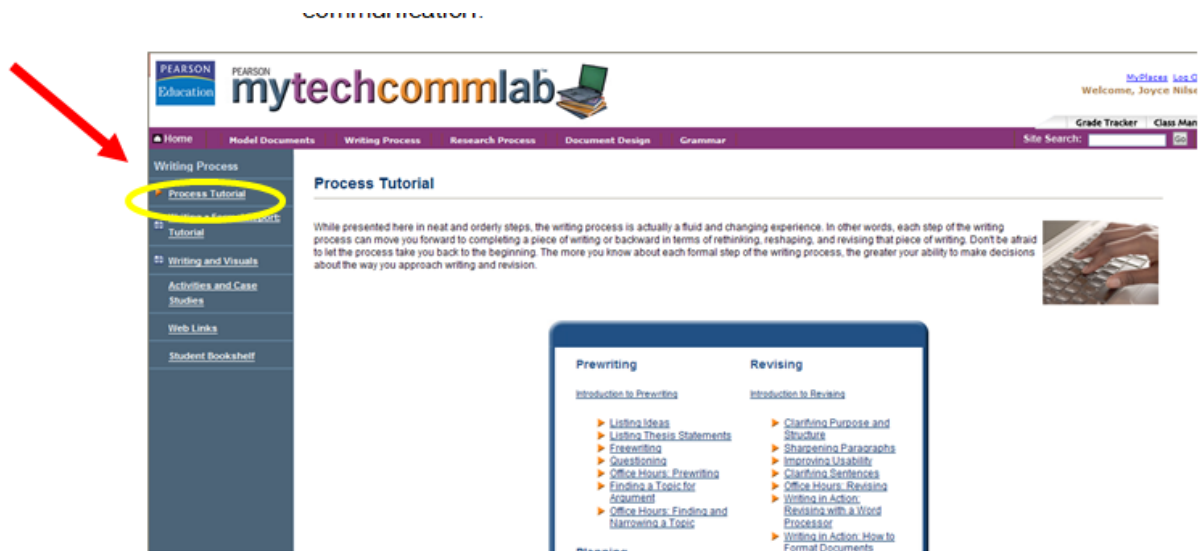 communication.
PEARSON
Education
PEARSON
mytechcommlab
MyPlaces Log O
Welcome, Joyce Nilse
Grade Tracker Class Man
Home Model Documents Writing Process Research Process Document Design Grammar Site Search: Go
Writing Process
Process Tutorial
Tutorial
Writing and Visuals
Activities and Case
Studies
Web Links
Student Bookshelf
Process Tutorial
While presented here in neat and orderly steps, the writing process is actually a fluid and changing experience. In other words, each step of the writing
process can move you forward to completing a piece of writing or backward in terms of rethinking, reshaping, and revising that piece of writing. Don't be afraid
to let the process take you back to the beginning. The more you know about each formal step of the writing process, the greater your ability to make decisions
about the way you approach writing and revision.
Prewriting
Introduction to Prewriting
Listing Ideas
Listing Thesis Statements
Freewriting
Questioning
Office Hours: Prewriting
Finding a Topic for
Argument
Office Hours: Finding and
Narrowing a Topic
Planning
Revising
Introduction to Revising
Clarifying Purpose and
Structure
Sharpening Paragraphs
Improving Usability
Clarifying Sentences
Office Hours: Revising
Writing in Action:
Revising with a Word
Processor
Writing in Action: How to
Format Documents